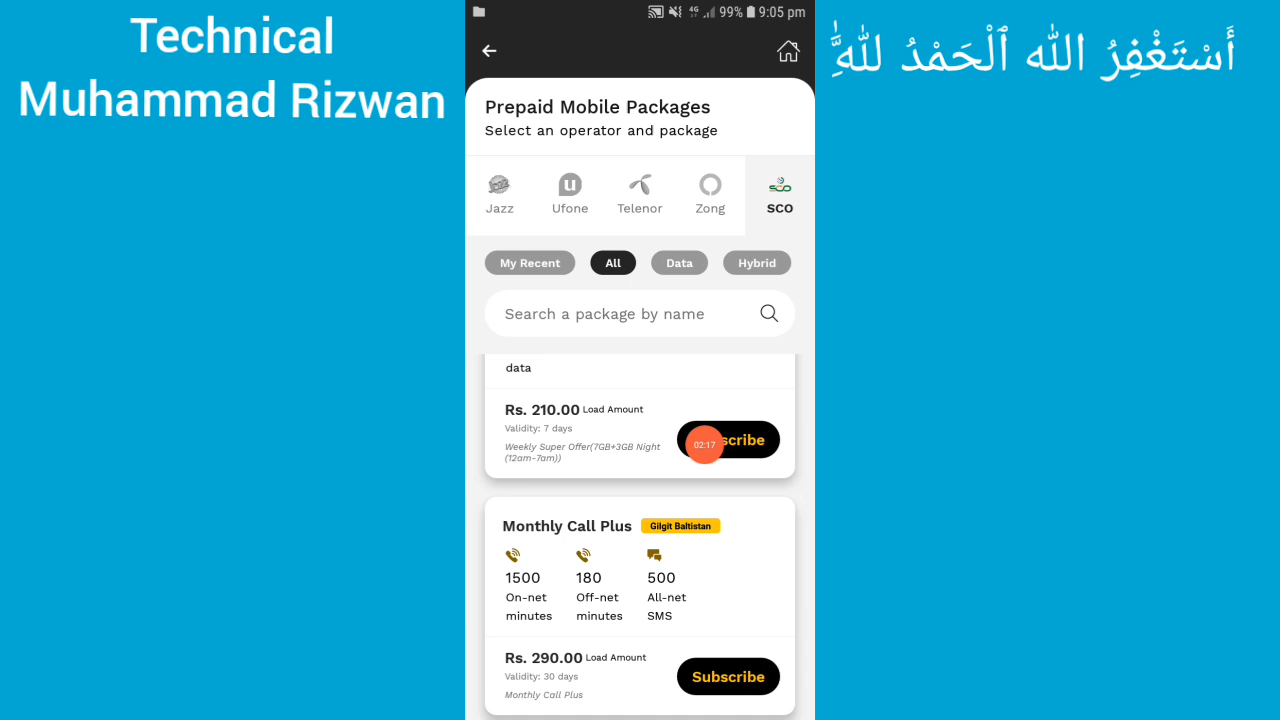 Technical
Muhammad Rizwan
أَسْتَغْفِرُ اللّٰه ٱلْحَمْدُ لِلّٰهِ
4G 99% 9:05 pm
Prepaid Mobile Packages
Select an operator and package
Jazz Ufone Telenor Zong SCO
My Recent All Data Hybrid
Search a package by name
data
Rs. 210.00 Load Amount
Validity: 7 days
Weekly Super Offer(7GB+3GB Night
(12am-7am))
02:17 scribe
Monthly Call Plus Gilgit Baltistan
1500 180 500
On-net Off-net All-net
minutes minutes SMS
Rs. 290.00 Load Amount
Validity: 30 days
Monthly Call Plus
Subscribe